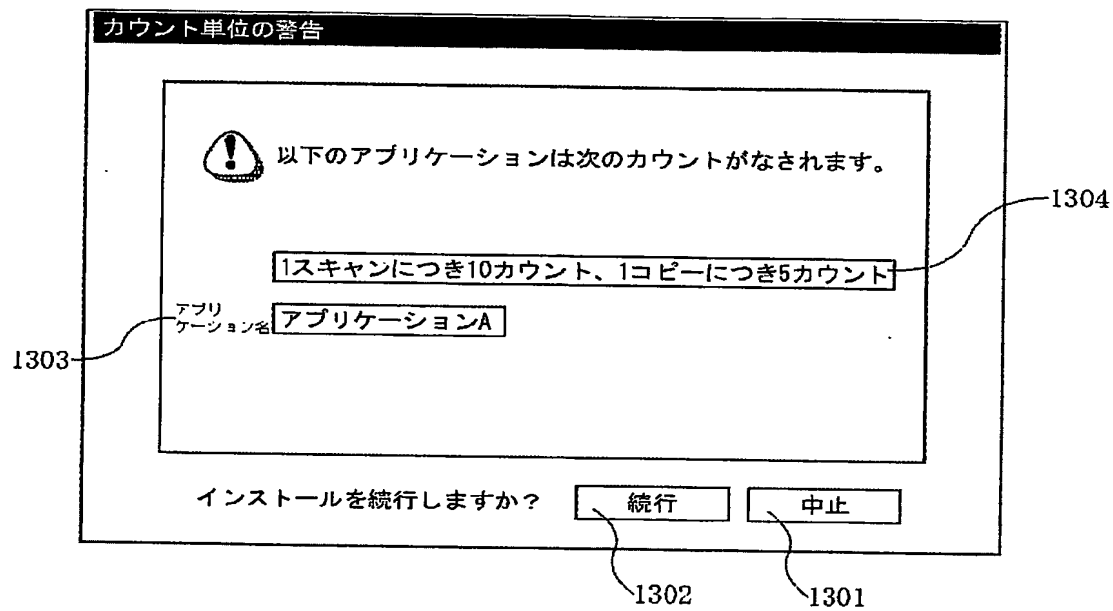 カウント単位の警告
以下のアプリケーションは次のカウントがなされます。
1304
1スキャンにつき10カウント、1コピーにつき5カウント
アプリ
ケーション名
アプリケーションA
1303
インストールを続行しますか？
続行
中止
1302
1301